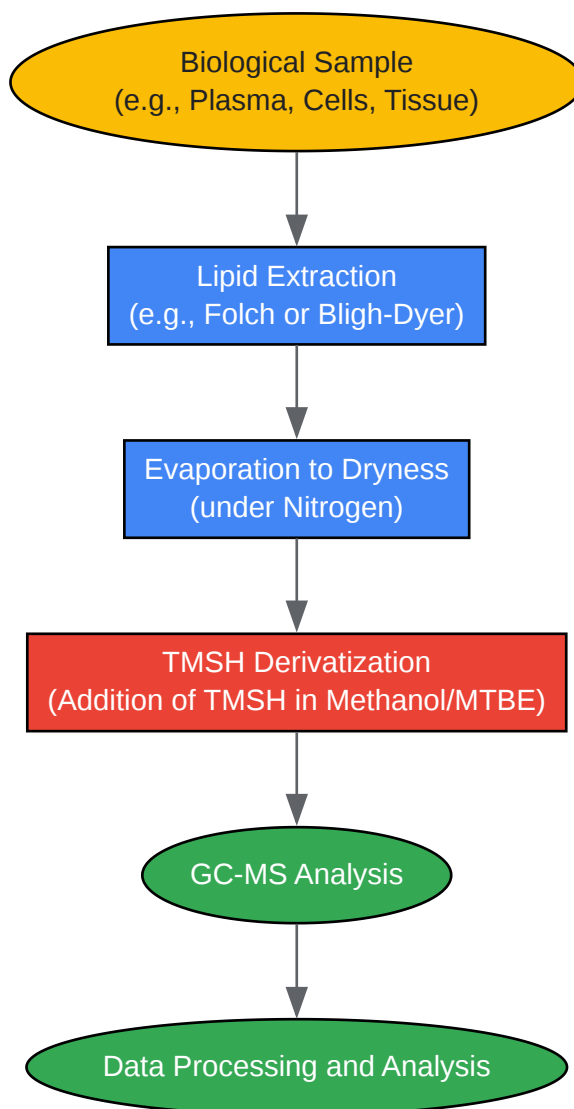 Biological Sample
(e.g., Plasma, Cells, Tissue)
Lipid Extraction
(e.g., Folch or Bligh-Dyer)
Evaporation to Dryness
(under Nitrogen)
TMSH Derivatization
(Addition of TMSH in Methanol/MTBE)
GC-MS Analysis
Data Processing and Analysis